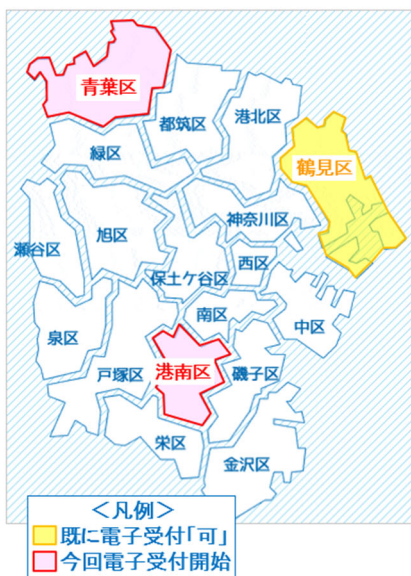 青葉区
都筑区
港北区
緑区
鶴見区
神奈川区
旭区
瀬谷区
保土ケ谷区
西区
南区
中区
泉区
戸塚区
港南区
磯子区
栄区
金沢区
＜凡例＞
既に電子受付「可」
今回電子受付開始